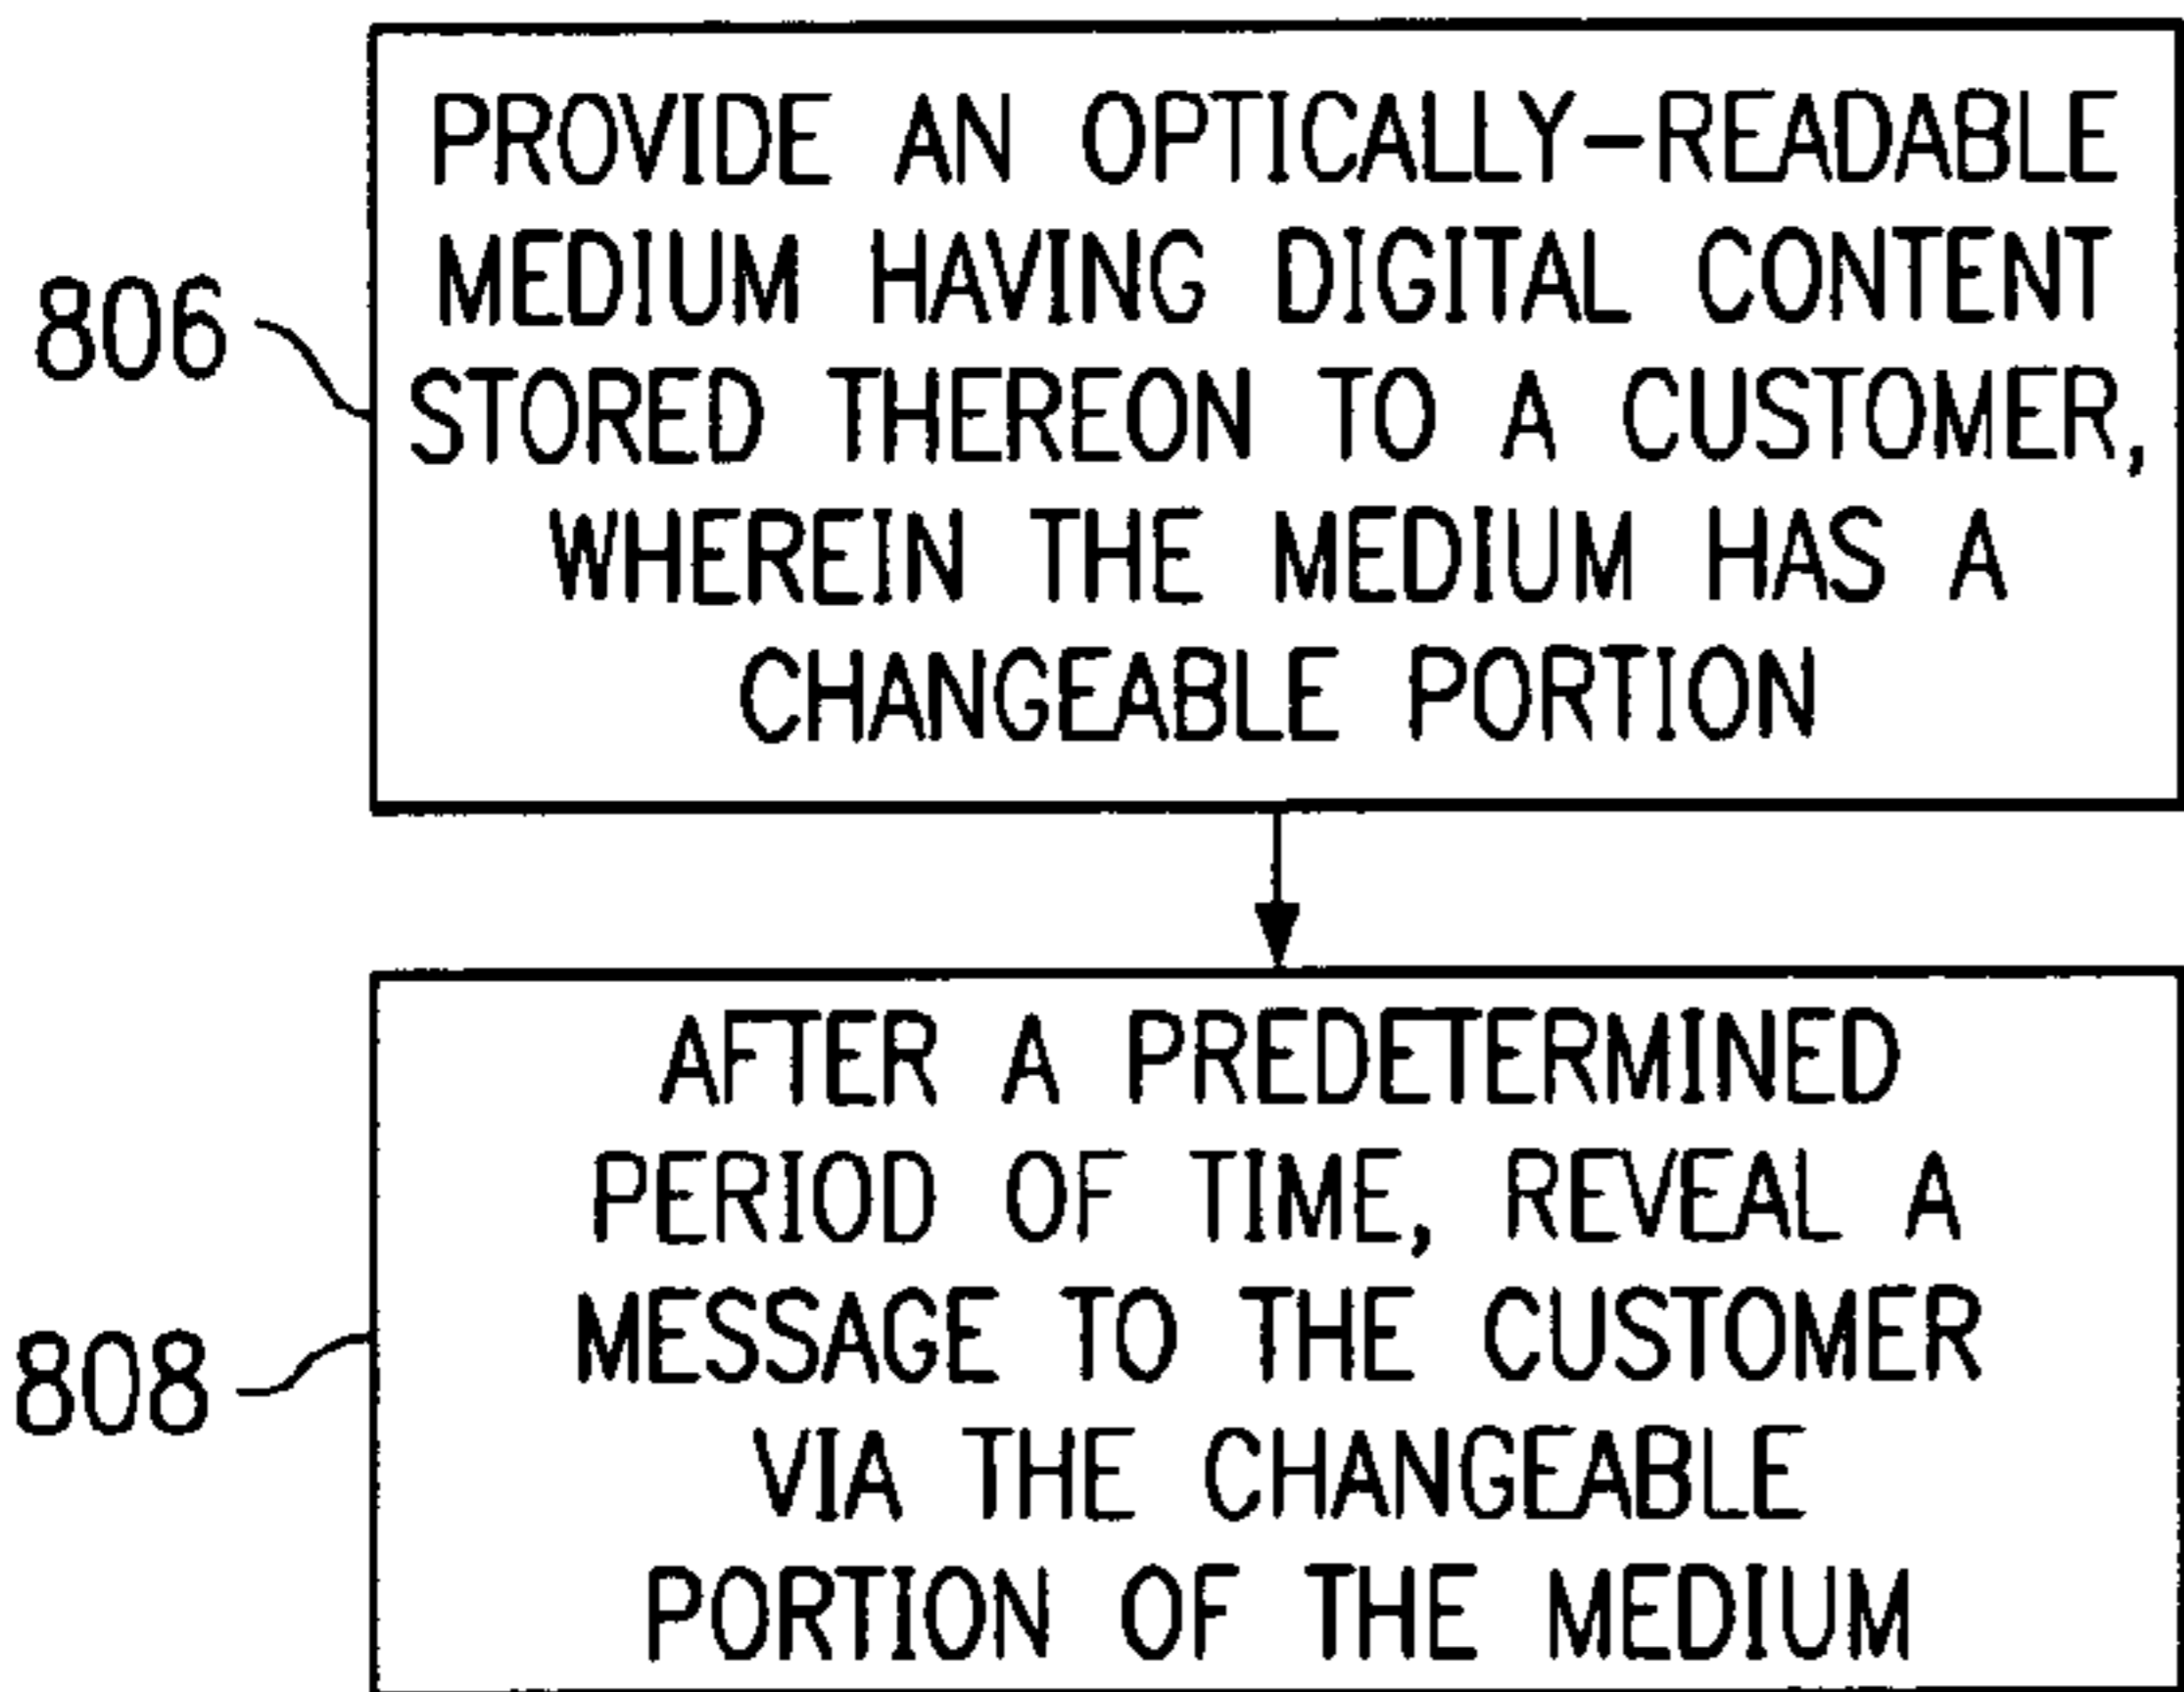 PROVIDE AN OPTICALLY-READABLE
MEDIUM HAVING DIGITAL CONTENT
806
STORED THEREON TO A CUSTOMER,
WHEREIN THE MEDIUM HAS A
CHANGEABLE PORTION
AFTER A PREDETERMINED
PERIOD OF TIME, REVEAL A
MESSAGE TO THE CUSTOMER
808
VIA THE CHANGEABLE
PORTION OF THE MEDIUM